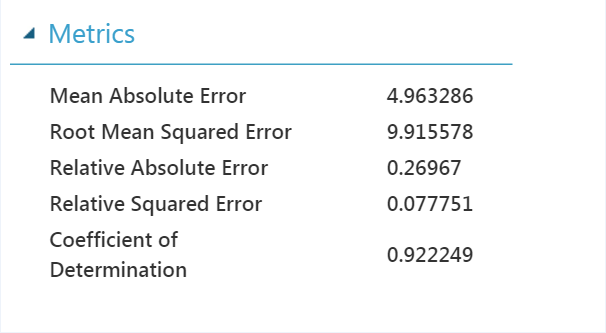 Metrics
Mean Absolute Error 4.963286
Root Mean Squared Error 9.915578
Relative Absolute Error 0.26967
Relative Squared Error 0.077751
Coefficient of
Determination 0.922249